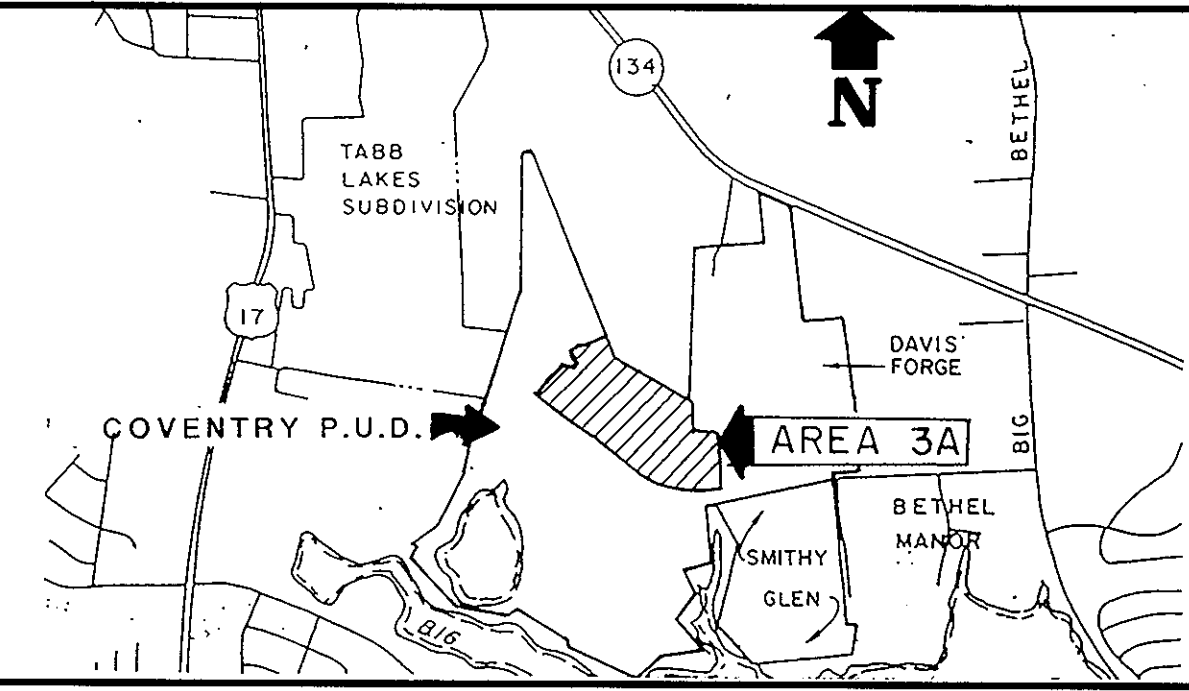 134
N
BETHEL
TABB
LAKES
SUBDIVISION
17
DAVIS
FORGE
COVENTRY P.U.D.
AREA 3A
BIG
BETHEL
MANOR
SMITHY
GLEN
BIG